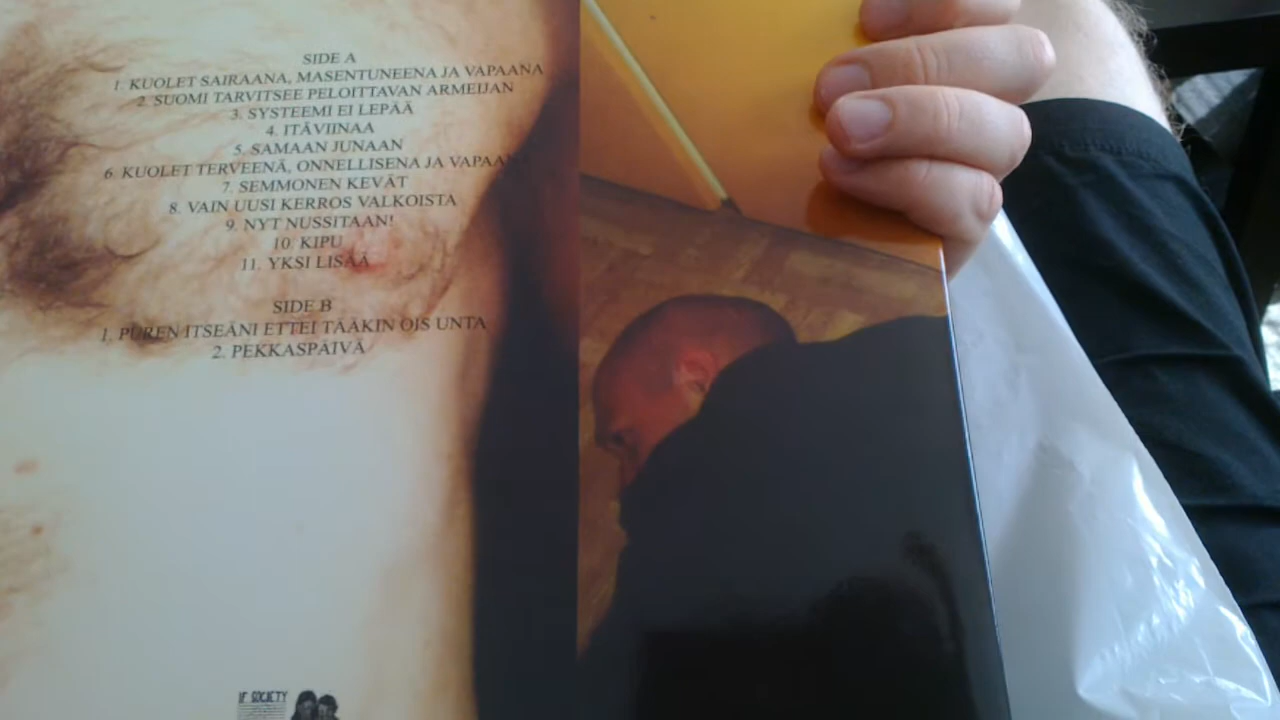 SIDE A
1. KUOLET SAIRAANA, MASENTUNEENA JA VAPAANA
2. SUOMI TARVITSEE PELOITTAVAN ARMEIJAN
3. SYSTEEMI EI LEPÄÄ
4. ITÄVIINAA
5. SAMAAN JUNAAN
6. KUOLET TERVEENÄ, ONNELLISENA JA VAPAANA
7. SEMMONEN KEVÄT
8. VAIN UUSI KERROS VALKOISTA
9. NYT NUSSITAAN!
10. KIPU
11. YKSI LISÄÄ
SIDE B
1. PUREN ITSEÄNI ETTEI TÄÄKIN OIS UNTA
2. PEKKASPÄIVÄ
IF SOCIETY